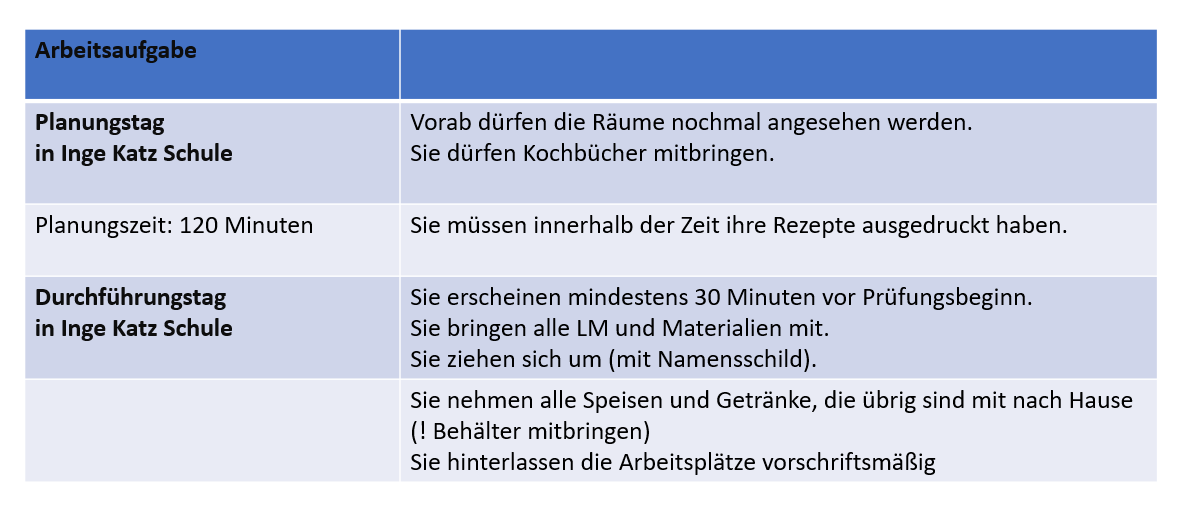 Arbeitsaufgabe
Planungstag
in Inge Katz Schule
Vorab dürfen die Räume nochmal angesehen werden.
Sie dürfen Kochbücher mitbringen.
Planungszeit: 120 Minuten
Sie müssen innerhalb der Zeit ihre Rezepte ausgedruckt haben.
Durchführungstag
in Inge Katz Schule
Sie erscheinen mindestens 30 Minuten vor Prüfungsbeginn.
Sie bringen alle LM und Materialien mit.
Sie ziehen sich um (mit Namensschild).
Sie nehmen alle Speisen und Getränke, die übrig sind mit nach Hause
(! Behälter mitbringen)
Sie hinterlassen die Arbeitsplätze vorschriftsmäßig